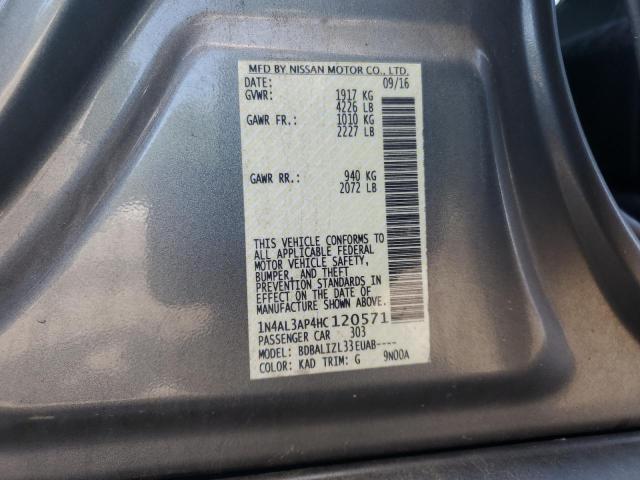 MFD BY NISSAN MOTOR CO., LTD.
DATE: 09/16
GVWR: 1917 KG
4226 LB
GAWR FR.: 1010 KG
2227 LB
GAWR RR.: 940 KG
2072 LB
THIS VEHICLE CONFORMS TO
ALL APPLICABLE FEDERAL
MOTOR VEHICLE SAFETY,
BUMPER, AND THEFT
PREVENTION STANDARDS IN
EFFECT ON THE DATE OF
MANUFACTURE SHOWN ABOVE.
1N4AL3AP4HC120571
PASSENGER CAR 303
MODEL: BDBALIZL33EUAB----
COLOR: KAD TRIM: G 9N00A